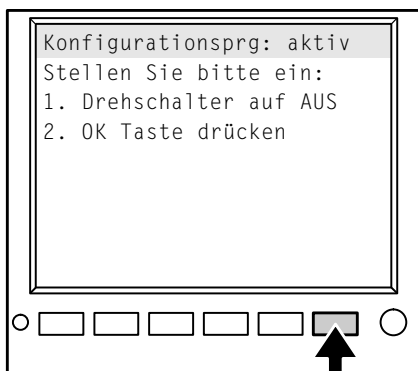 Konfigurationsprg: aktiv
Stellen Sie bitte ein:
1. Drehschalter auf AUS
2. OK Taste drücken